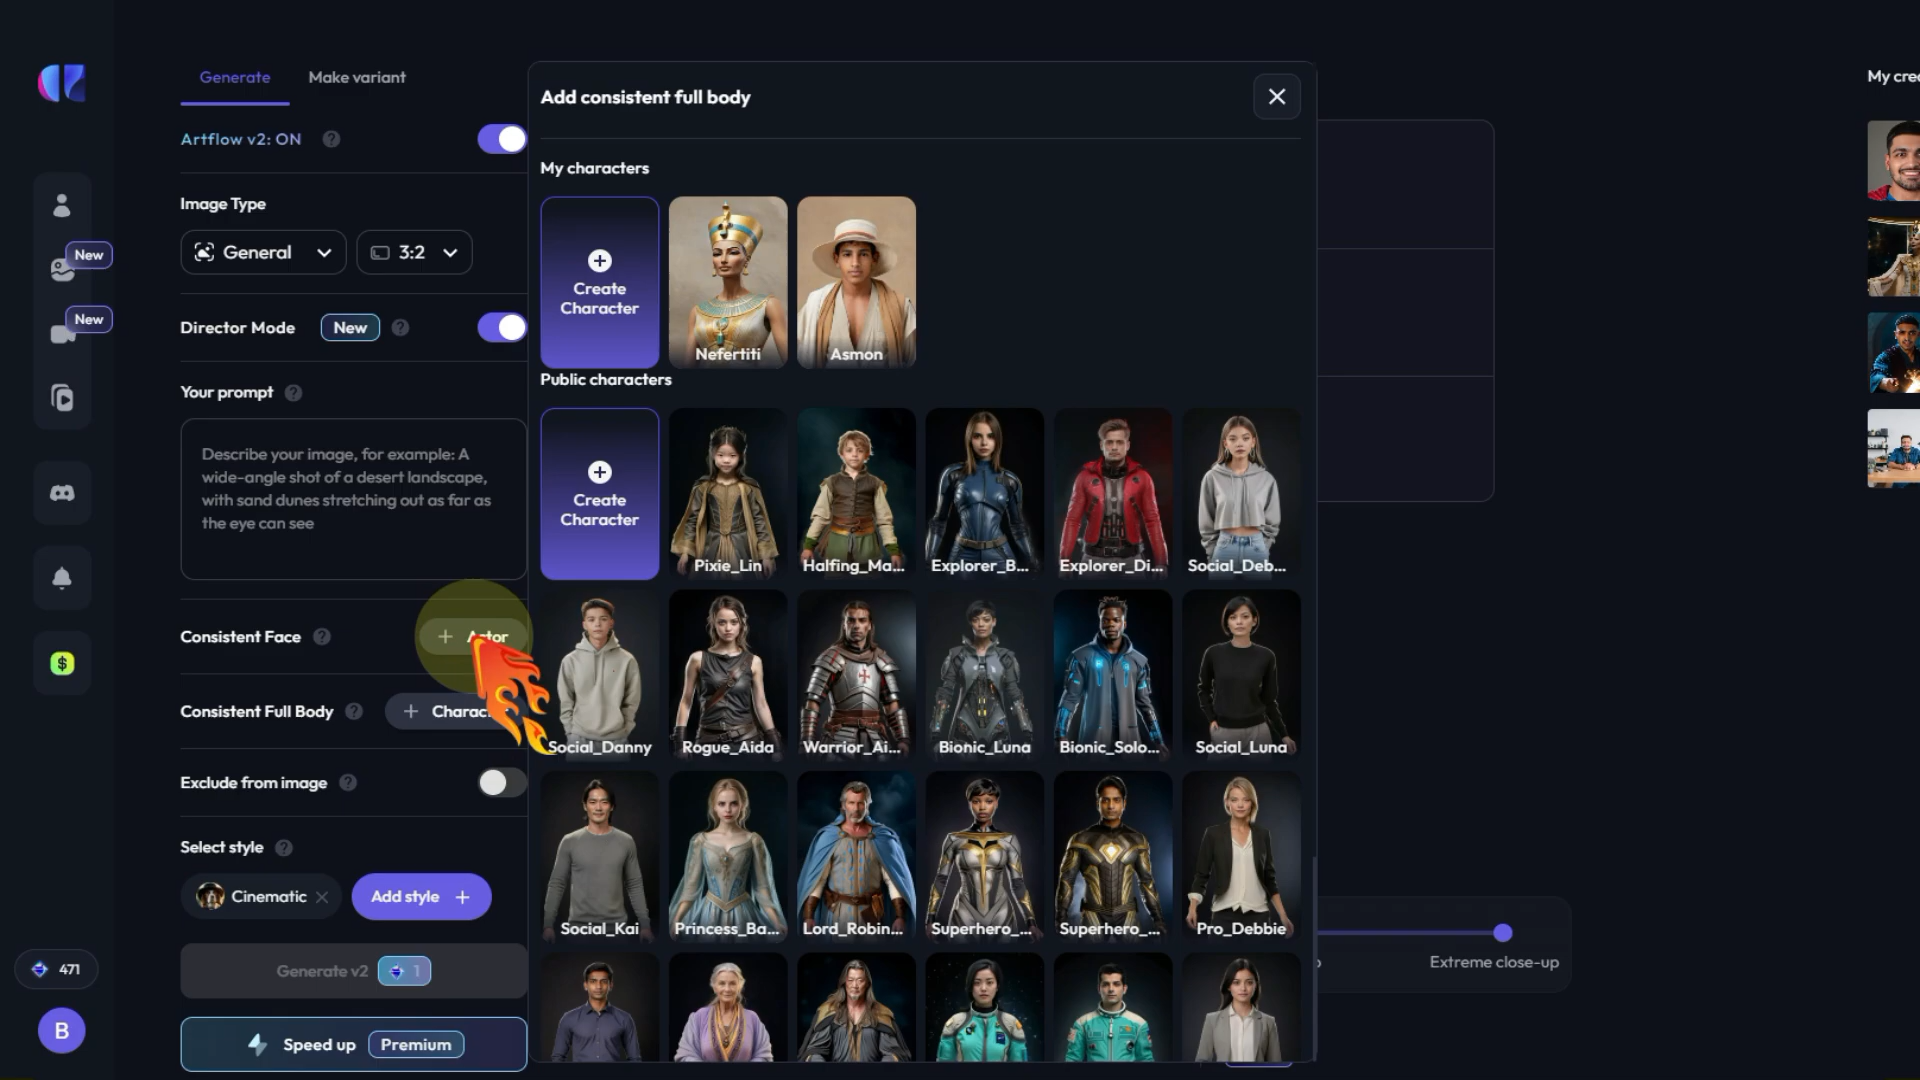 Generate
Make variant
Artflow v2: ON
Image Type
General
3:2
Director Mode
New
Your prompt
Describe your image, for example: A
wide-angle shot of a desert landscape,
with sand dunes stretching out as far as
the eye can see
Consistent Face
+ Actor
Consistent Full Body
+ Charac
Exclude from image
Select style
Cinematic
Add style +
Generate v2
1
Speed up
Premium
New
New
471
B
Add consistent full body
My characters
Create
Character
Nefertiti
Asmon
Public characters
Create
Character
Pixie_Lin
Halfing_Ma...
Explorer_B...
Explorer_Di...
Social_Deb...
Social_Danny
Rogue_Aida
Warrior_Ai...
Bionic_Luna
Bionic_Solo...
Social_Luna
Social_Kai
Princess_Ba...
Lord_Robin...
Superhero_...
Superhero_...
Pro_Debbie
Extreme close-up
My crea